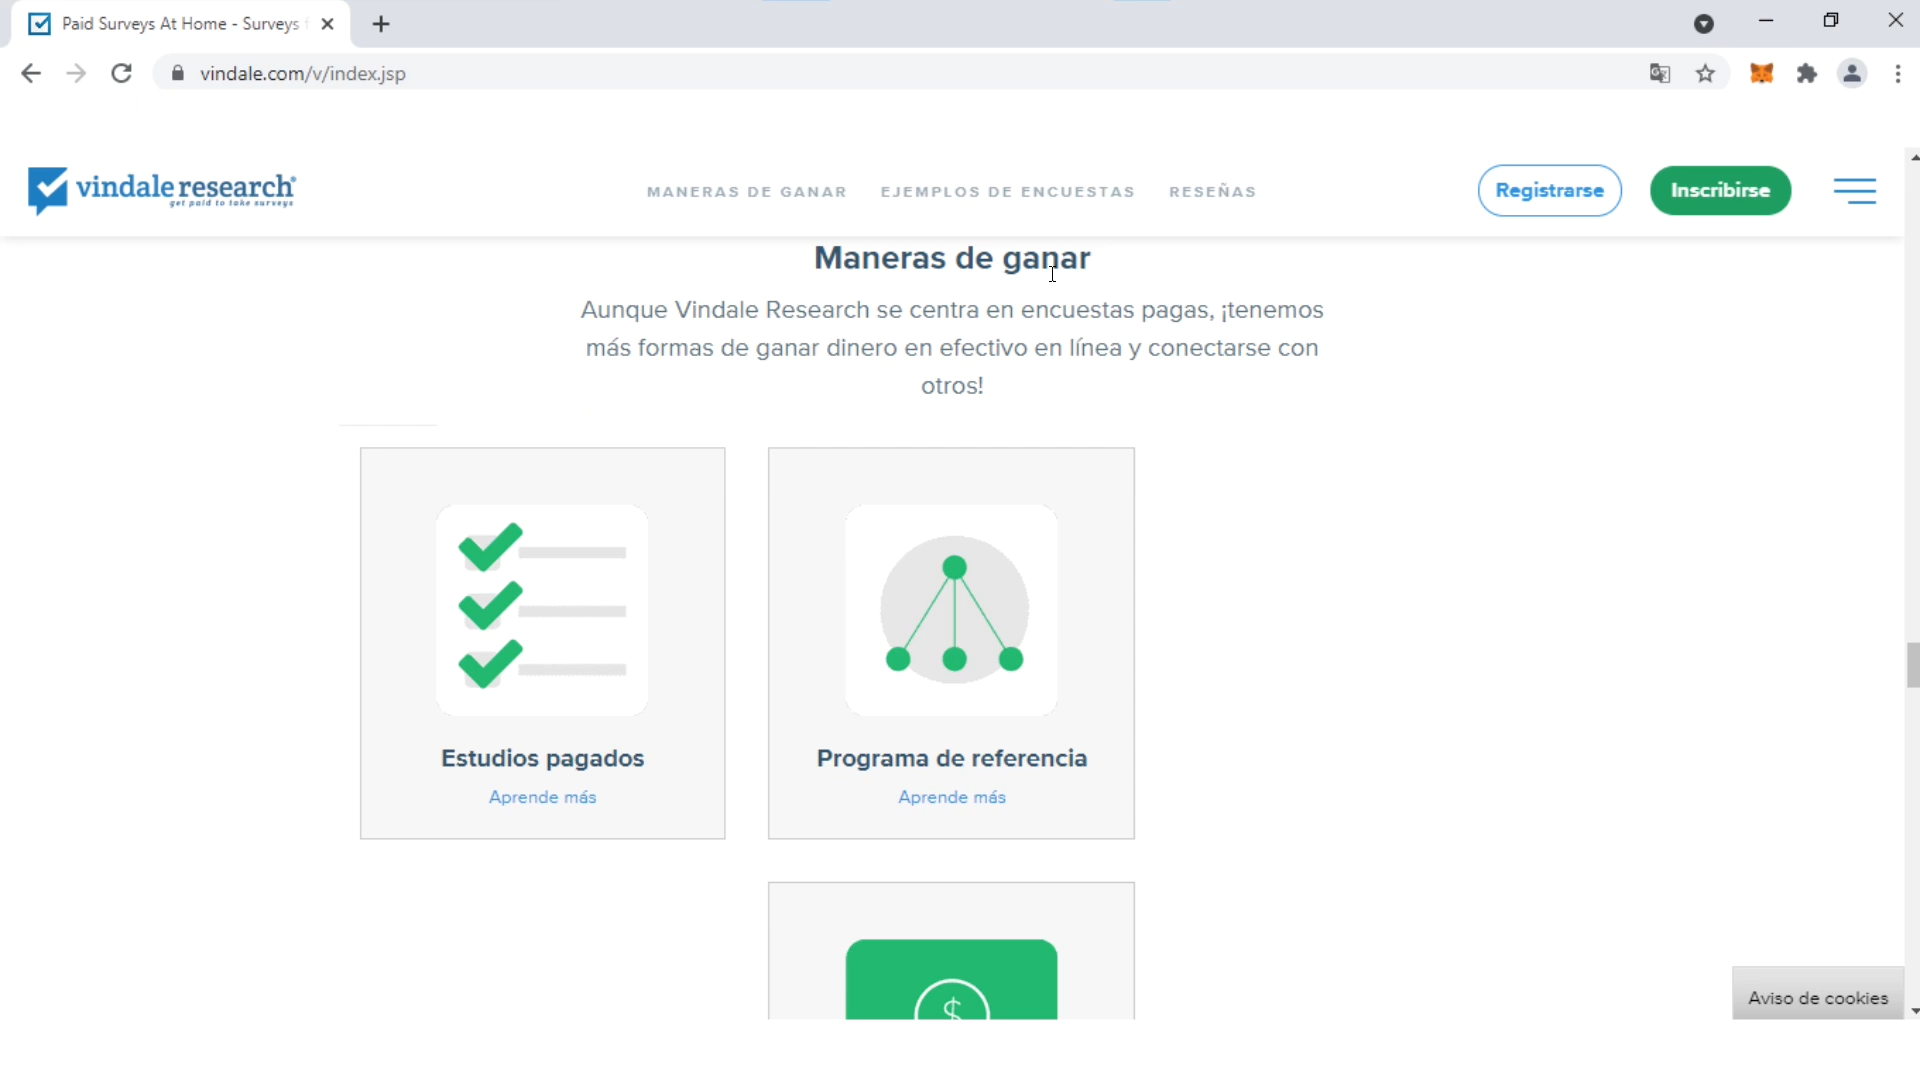 Paid Surveys At Home - Surveys
vindale.com/v/index.jsp
vindale research®
get paid to take surveys
MANERAS DE GANAR
EJEMPLOS DE ENCUESTAS
RESEÑAS
Registrarse
Inscribirse
Maneras de ganar
Aunque Vindale Research se centra en encuestas pagas, ¡tenemos
más formas de ganar dinero en efectivo en línea y conectarse con
otros!
Estudios pagados
Aprende más
Programa de referencia
Aprende más
$
Aviso de cookies